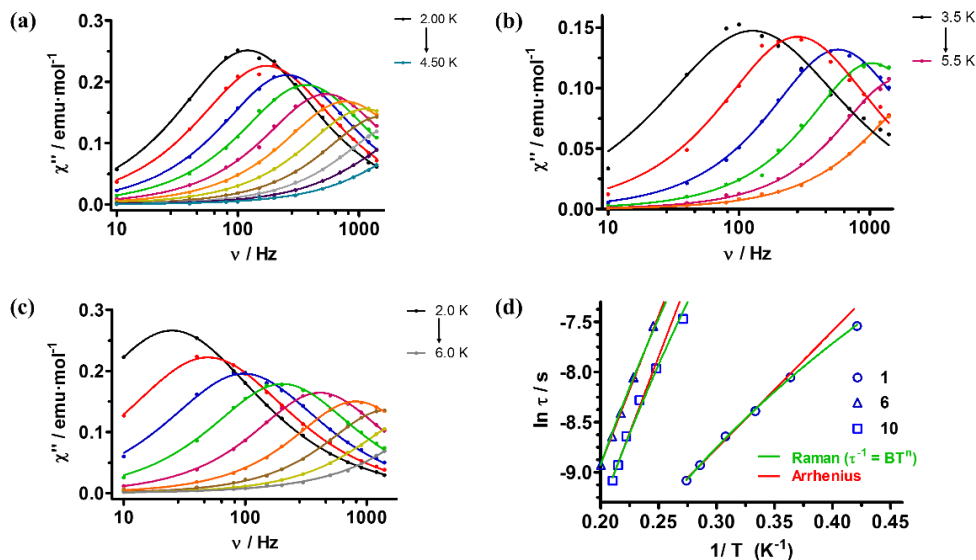 (a)
0.3
0.2
0.1
0.0
χ'' / emu·mol⁻¹
10
100
1000
ν / Hz
2.00 K
4.50 K
(b)
0.15
0.10
0.05
0.00
χ'' / emu·mol⁻¹
10
100
1000
ν / Hz
3.5 K
5.5 K
(c)
0.3
0.2
0.1
0.0
χ'' / emu·mol⁻¹
10
100
1000
ν / Hz
2.0 K
6.0 K
(d)
-7.5
-8.0
-8.5
-9.0
ln τ / s
0.20
0.25
0.30
0.35
0.40
0.45
1/ T (K⁻¹)
1
6
10
Raman (τ⁻¹ = BTⁿ)
Arrhenius